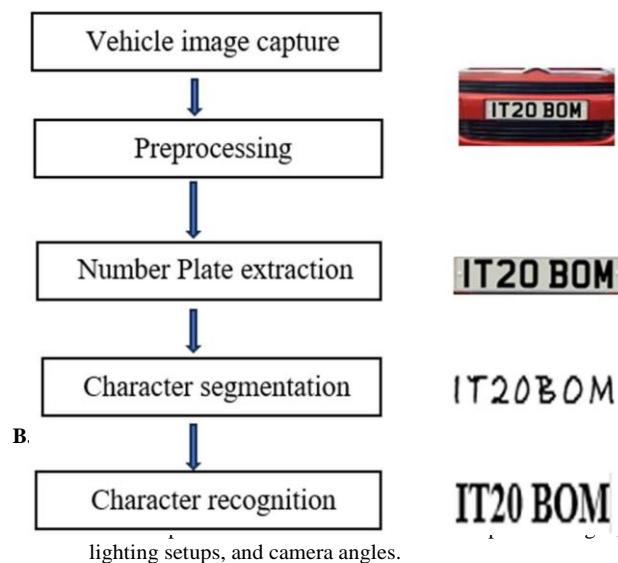 Vehicle image capture
IT20 BOM
Preprocessing
Number Plate extraction
IT20 BOM
Character segmentation
IT20BOM
B.
Character recognition
IT20 BOM
lighting setups, and camera angles.